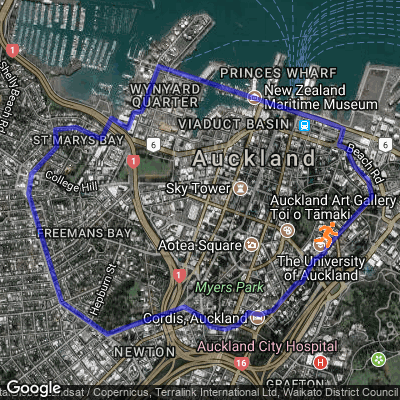 1
Shelly Beach Rd
PRINCES WHARF
WYNYARD
QUARTER
New Zealand
Maritime Museum
VIADUCT BASIN
ST MARYS BAY
6
6
Beach Rd
Auckland
1
College Hill
Sky Tower
Auckland Art Gallery
Toi o Tāmaki
FREEMANS BAY
Aotea Square
The University
of Auckland
Hepburn St
1
Myers Park
Cordis, Auckland
NEWTON
Auckland City Hospital
16
H
GRAFTON
Google
Landsat / Copernicus, Terralink International Ltd, Waikato District Council